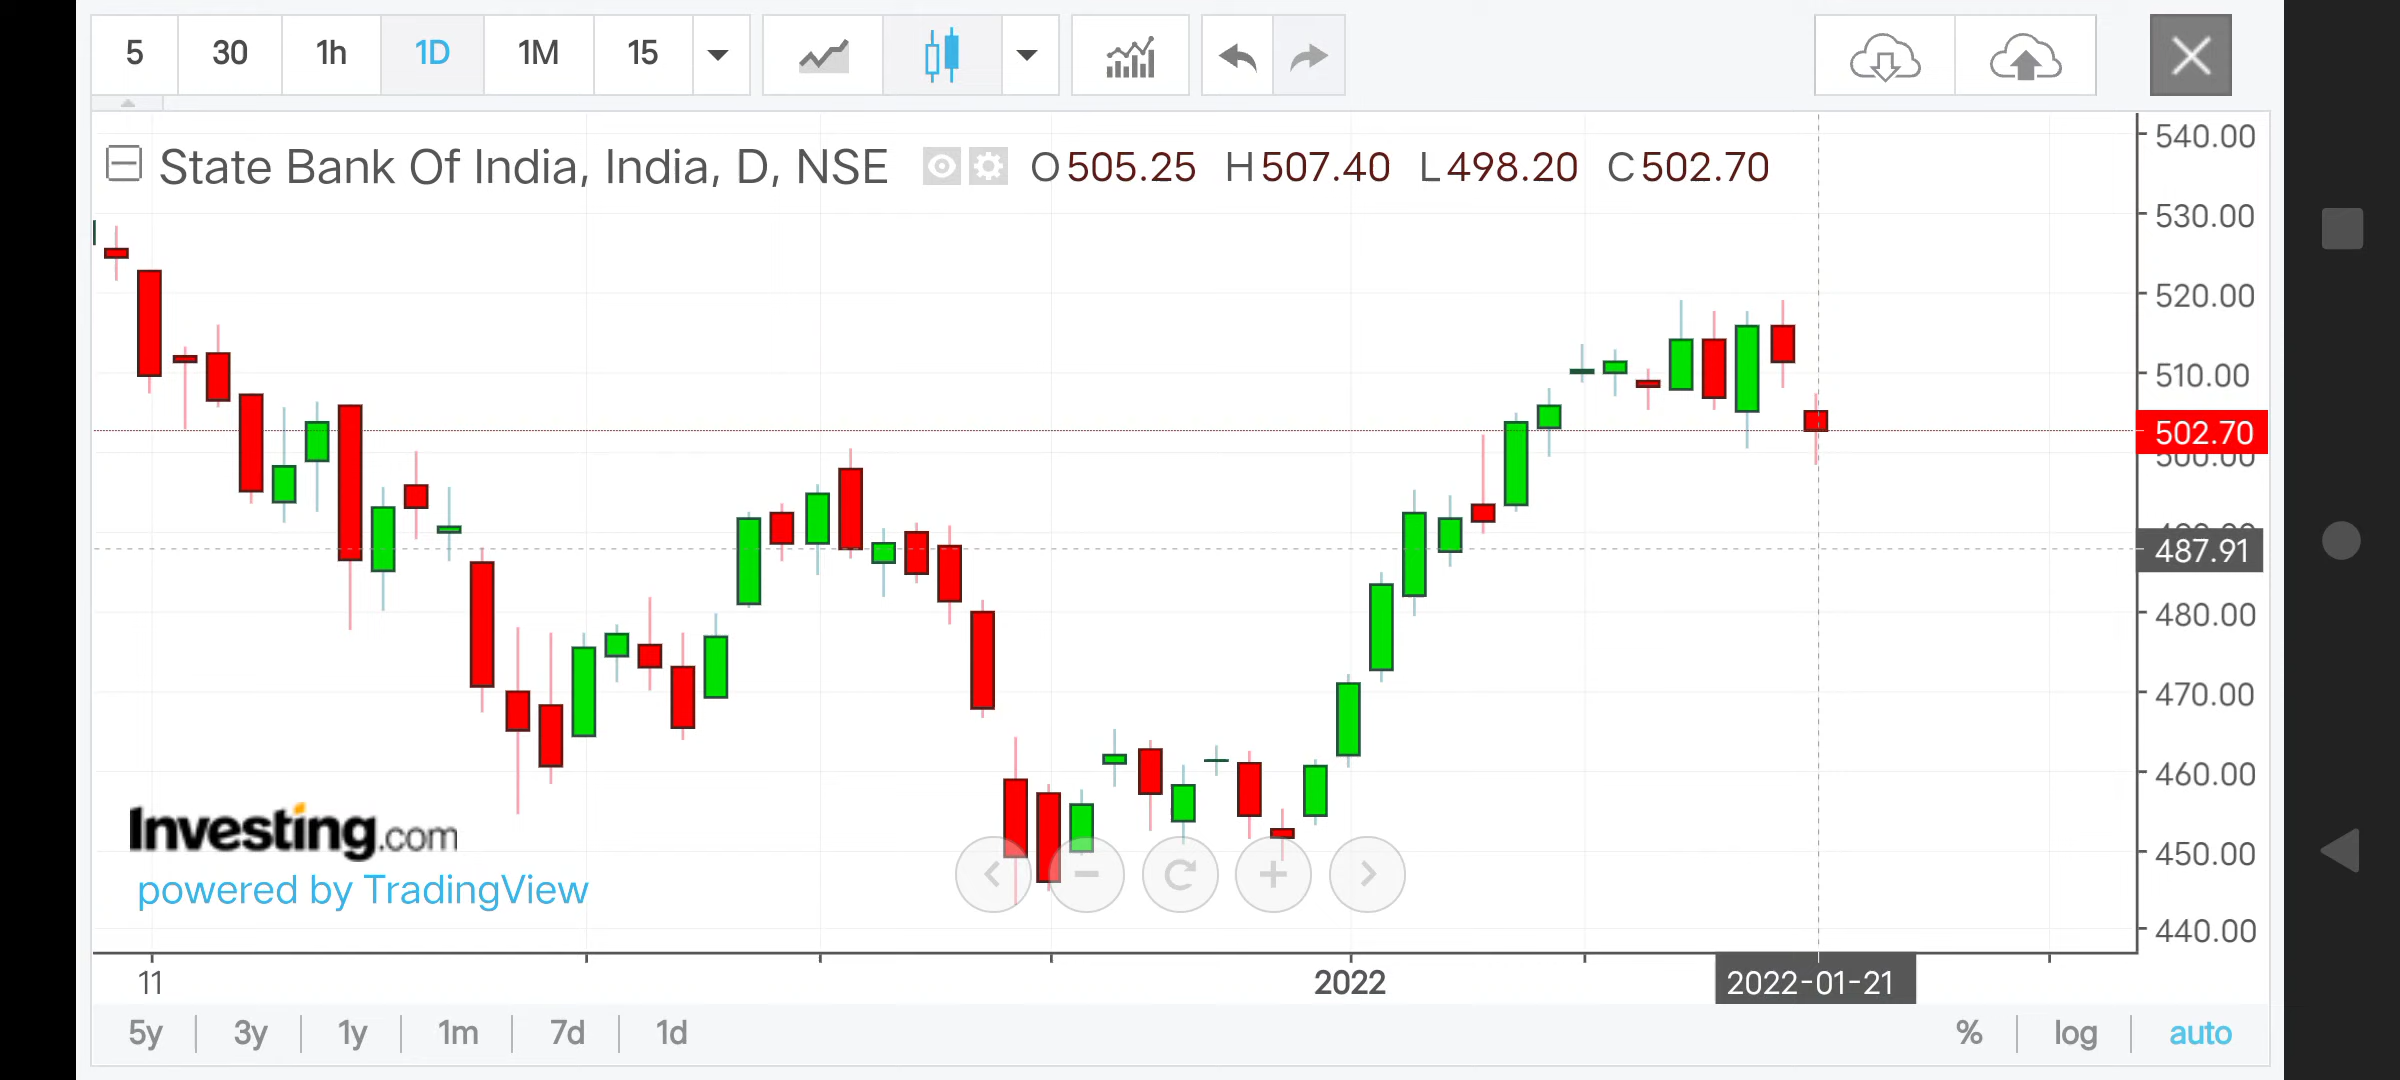 5 30 1h 1D 1M 15
State Bank Of India, India, D, NSE O505.25 H507.40 L498.20 C502.70
540.00
530.00
520.00
510.00
502.70
500.00
487.91
480.00
470.00
460.00
450.00
440.00
Investing.com
powered by TradingView
11 2022 2022-01-21
5y 3y 1y 1m 7d 1d % log auto